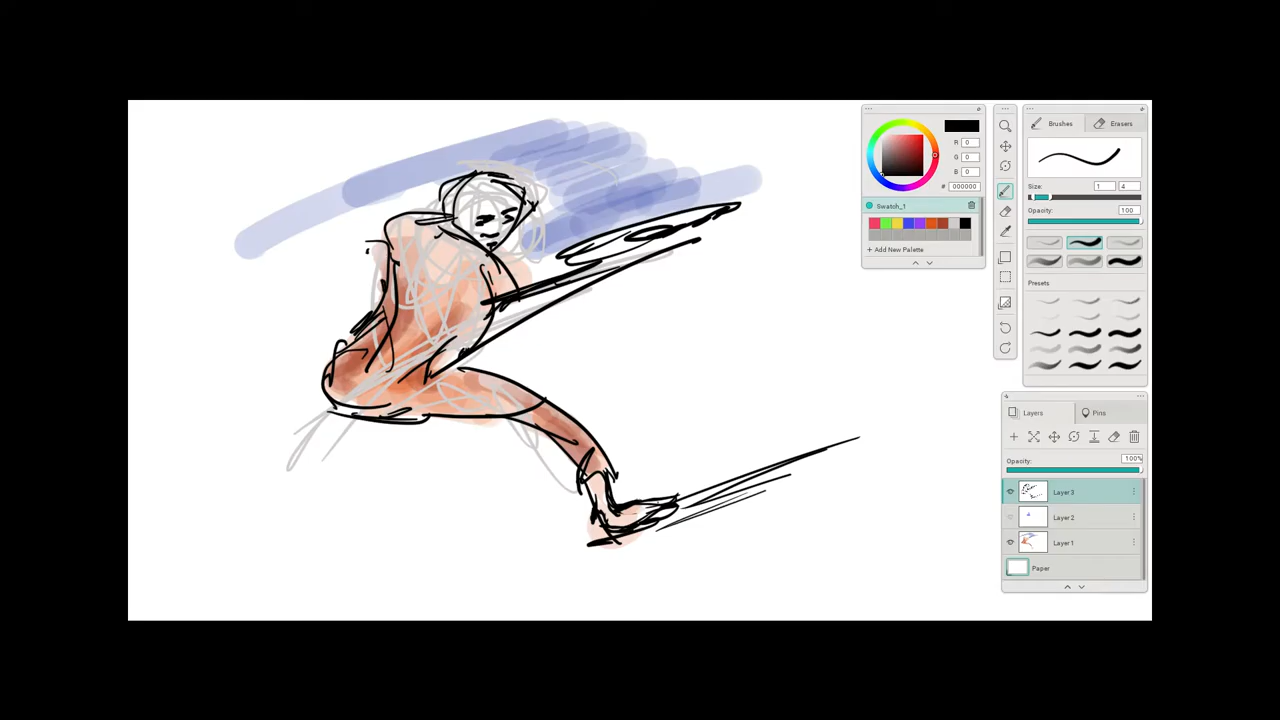 Brushes Erasers
R 0
G 0
B 0
# 000000
Size: 1 4
Opacity: 100
Swatch_1
+ Add New Palette
Presets
Layers Pins
Opacity: 100%
Layer 3
Layer 2
Layer 1
Paper